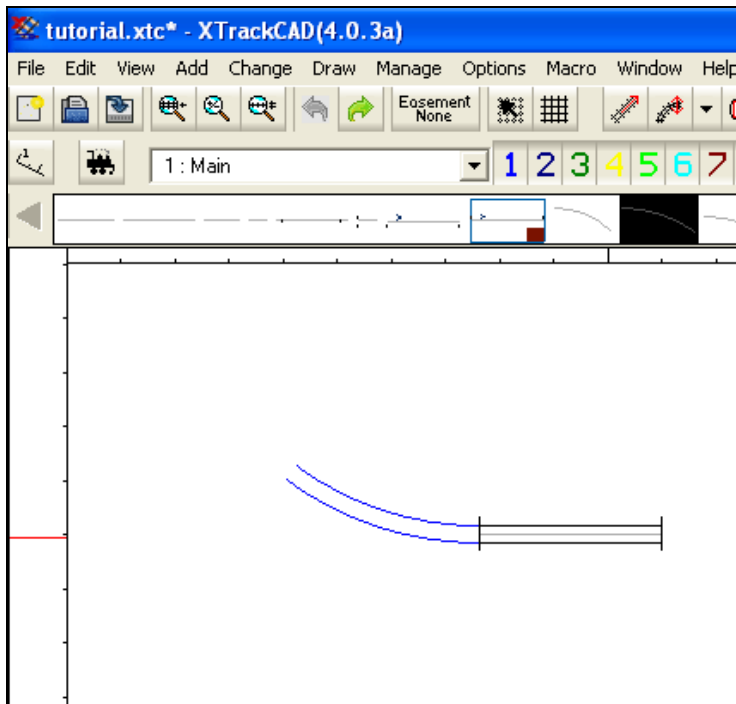 tutorial.xtc* - XTrackCAD(4.0.3a)
File Edit View Add Change Draw Manage Options Macro Window Help
Easement
None
1 : Main 1 2 3 4 5 6 7